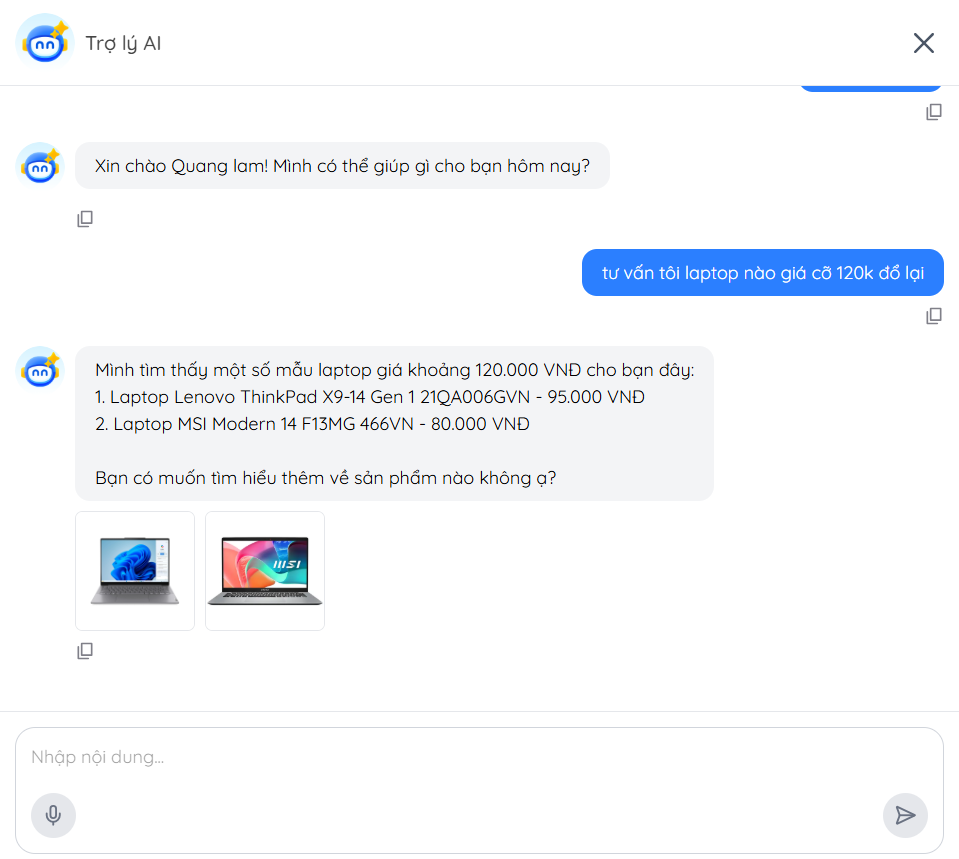 Trợ lý AI
Xin chào Quang lam! Mình có thể giúp gì cho bạn hôm nay?
tư vấn tôi laptop nào giá cỡ 120k đổ lại
Mình tìm thấy một số mẫu laptop giá khoảng 120.000 VNĐ cho bạn đây:
1. Laptop Lenovo ThinkPad X9-14 Gen 1 21QA006GVN - 95.000 VNĐ
2. Laptop MSI Modern 14 F13MG 466VN - 80.000 VNĐ
Bạn có muốn tìm hiểu thêm về sản phẩm nào không ạ?
msi
Nhập nội dung...